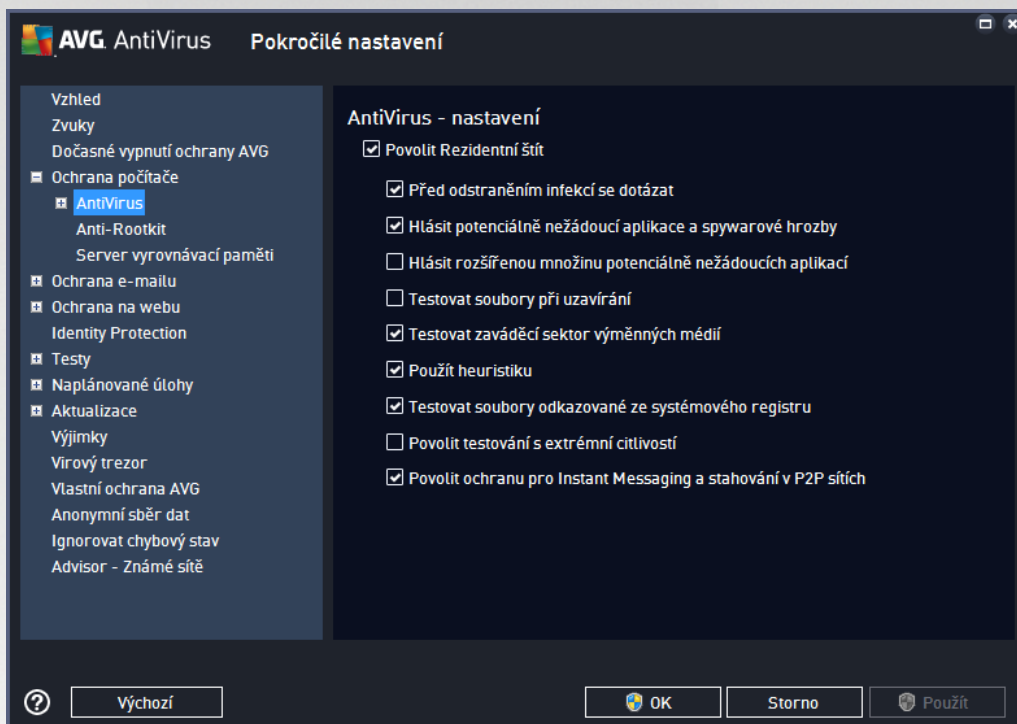 AVG. AntiVirus Pokročilé nastavení
Vzhled
Zvuky
Dočasné vypnutí ochrany AVG
Ochrana počítače
AntiVirus
Anti-Rootkit
Server vyrovnávací paměti
Ochrana e-mailu
Ochrana na webu
Identity Protection
Testy
Naplánované úlohy
Aktualizace
Výjimky
Virový trezor
Vlastní ochrana AVG
Anonymní sběr dat
Ignorovat chybový stav
Advisor - Známé sítě
AntiVirus - nastavení
Povolit Rezidentní štít
Před odstraněním infekcí se dotázat
Hlásit potenciálně nežádoucí aplikace a spywarové hrozby
Hlásit rozšířenou množinu potenciálně nežádoucích aplikací
Testovat soubory při uzavírání
Testovat zaváděcí sektor výměnných médií
Použít heuristiku
Testovat soubory odkazované ze systémového registru
Povolit testování s extrémní citlivostí
Povolit ochranu pro Instant Messaging a stahování v P2P sítích
? Výchozí OK Storno Použít